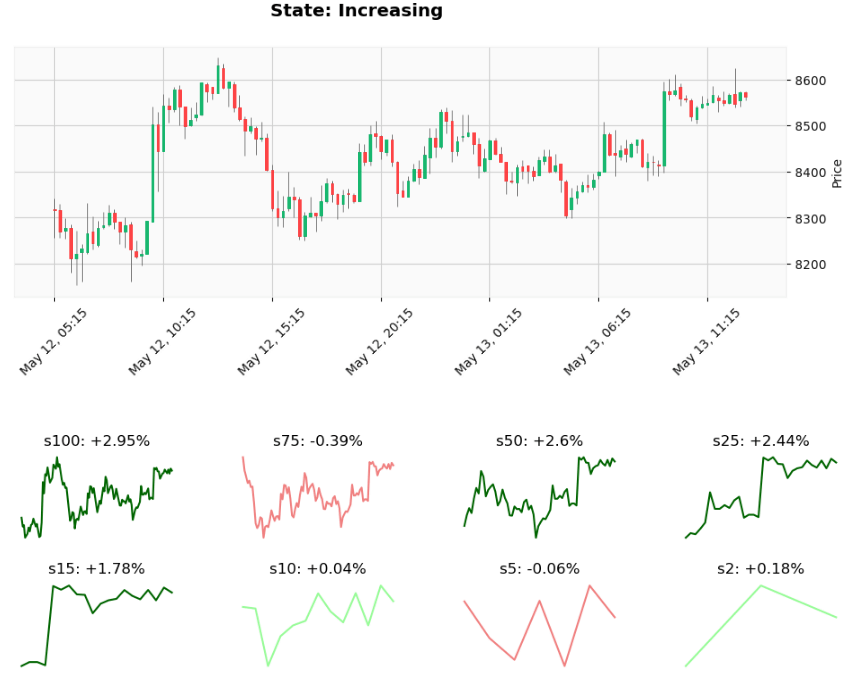 State: Increasing
8600
8500
8400
8300
8200
Price
May 12, 05:15
May 12, 10:15
May 12, 15:15
May 12, 20:15
May 13, 01:15
May 13, 06:15
May 13, 11:15
s100: +2.95%
s75: -0.39%
s50: +2.6%
s25: +2.44%
s15: +1.78%
s10: +0.04%
s5: -0.06%
s2: +0.18%